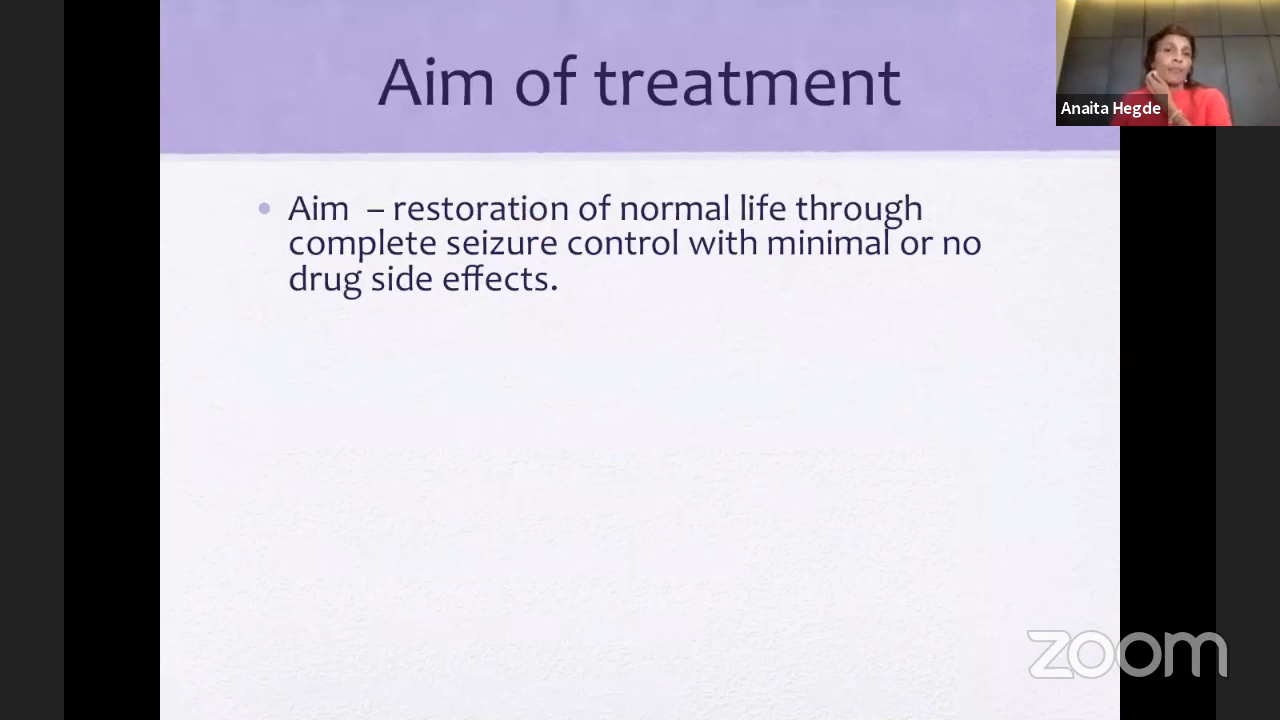 Aim of treatment
Anaita Hegde
• Aim – restoration of normal life through
complete seizure control with minimal or no
drug side effects.
zoom